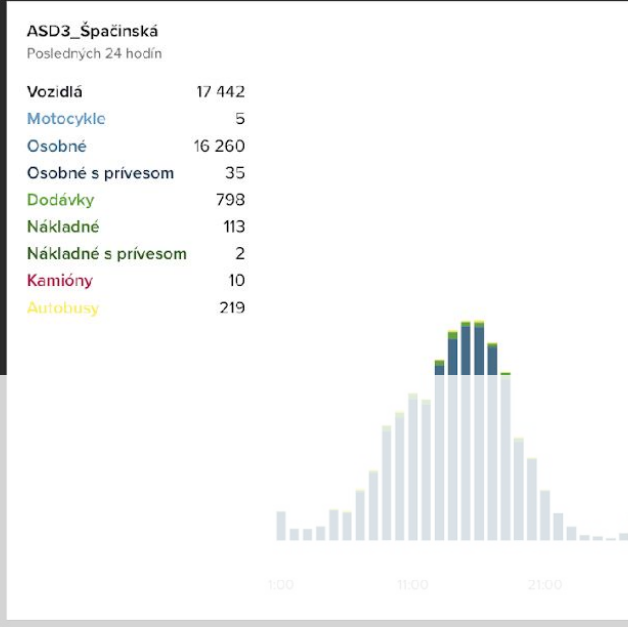 ASD3_Špačinská
Posledných 24 hodín
Vozidlá 17 442
Motocykle 5
Osobné 16 260
Osobné s prívesom 35
Dodávky 798
Nákladné 113
Nákladné s prívesom 2
Kamióny 10
Autobusy 219
1:00 11:00 21:00